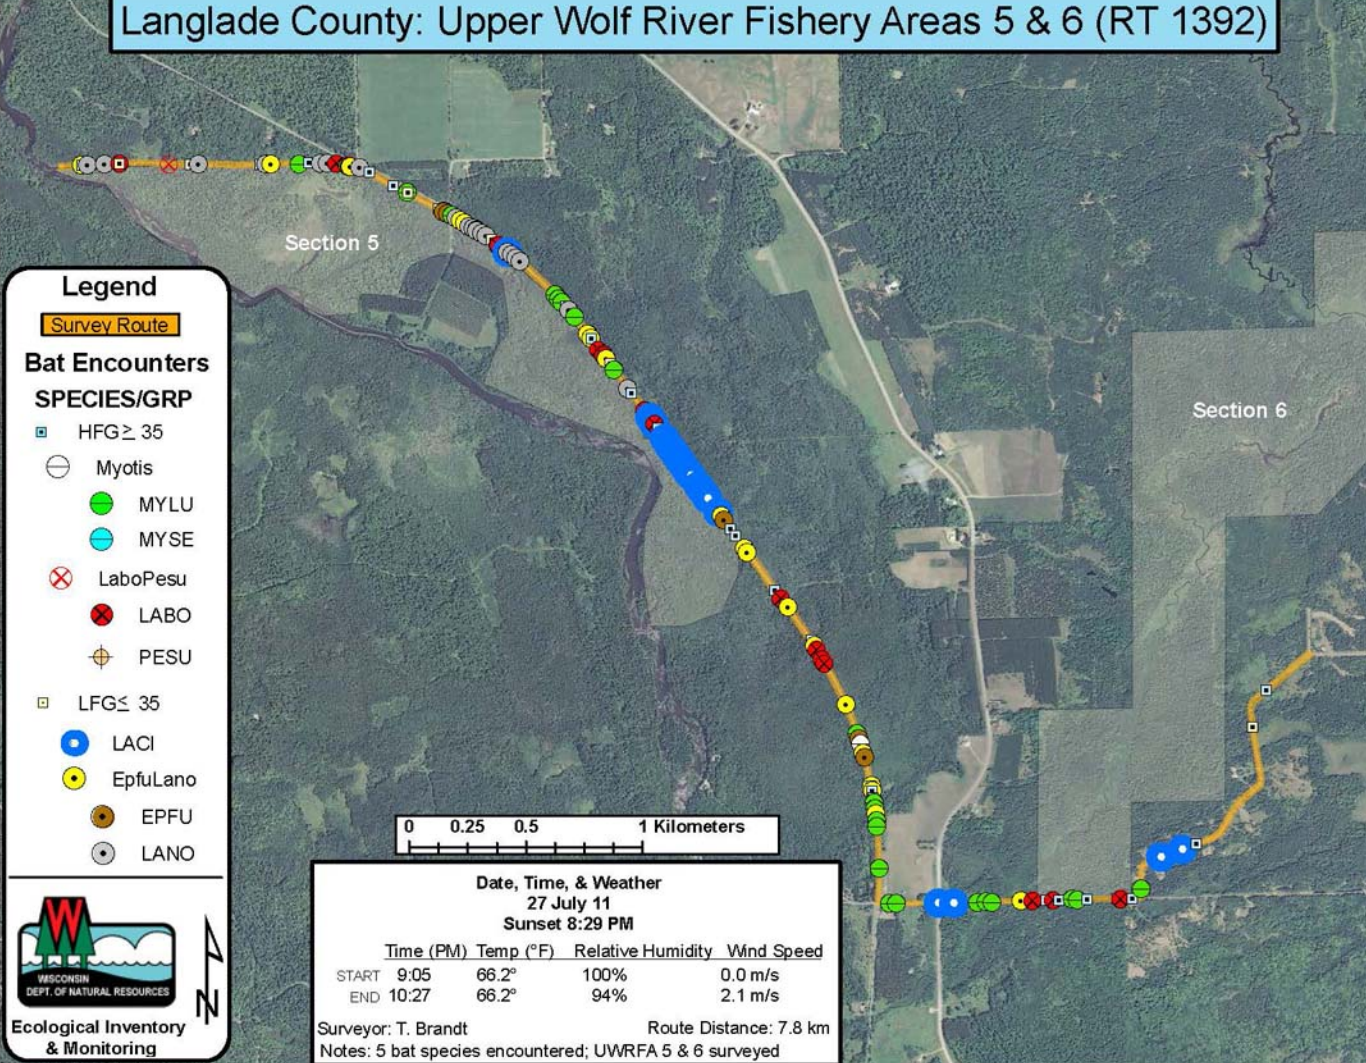 Langlade County: Upper Wolf River Fishery Areas 5 & 6 (RT 1392)
Section 5
Section 6
Legend
Survey Route
Bat Encounters
SPECIES/GRP
HFG ≥ 35
Myotis
MYLU
MYSE
LaboPesu
LABO
PESU
LFG ≤ 35
LACI
EpfuLano
EPFU
LANO
W
WISCONSIN
DEPT. OF NATURAL RESOURCES
N
Ecological Inventory
& Monitoring
0 0.25 0.5 1 Kilometers
Date, Time, & Weather
27 July 11
Sunset 8:29 PM
Time (PM) Temp (°F) Relative Humidity Wind Speed
START 9:05 66.2° 100% 0.0 m/s
END 10:27 66.2° 94% 2.1 m/s
Surveyor: T. Brandt Route Distance: 7.8 km
Notes: 5 bat species encountered; UWRFA 5 & 6 surveyed